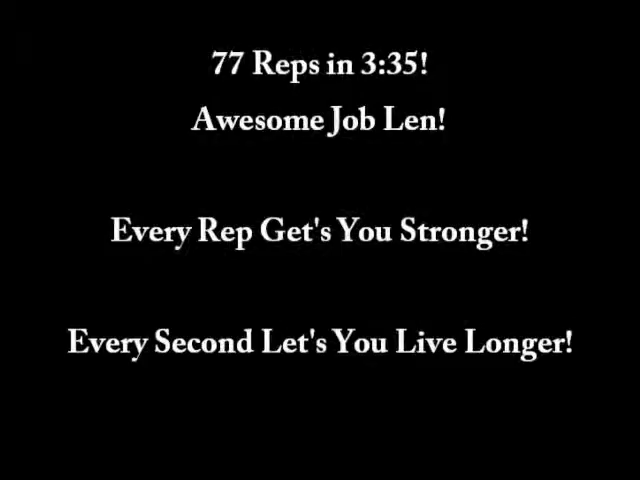 77 Reps in 3:35!
Awesome Job Len!
Every Rep Get's You Stronger!
Every Second Let's You Live Longer!